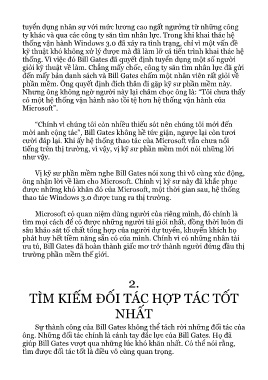 tuyển dụng nhân sự với mức lương cao ngất ngưởng từ những công
ty khác và qua các công ty săn tìm nhân lực. Trong khi khai thác hệ
thống vận hành Windows 3.0 đã xảy ra tình trạng, chỉ vì một vấn đề
kỹ thuật khó không xử lý được mà đã làm lỡ cả tiến trình khai thác hệ
thống. Vì việc đó Bill Gates đã quyết định tuyển dụng một số người
giỏi kỹ thuật về làm. Chẳng mấy chốc, công ty săn tìm nhân lực đã gửi
đến mấy bản danh sách và Bill Gates chấm một nhân viên rất giỏi về
phần mềm. Ông quyết định đích thân đi gặp kỹ sư phần mềm này.
Nhưng ông không ngờ người này lại châm chọc ông là: “Tôi chưa thấy
có một hệ thống vận hành nào tồi tệ hơn hệ thống vận hành của
Microsoft”.
“Chính vì chúng tôi còn nhiều thiếu sót nên chúng tôi mới đến
mời anh cộng tác”, Bill Gates không hề tức giận, ngược lại còn tươi
cười đáp lại. Khi ấy hệ thống thao tác của Microsoft vẫn chưa nổi
tiếng trên thị trường, vì vậy, vị kỹ sư phần mềm mới nói những lời
như vậy.
Vị kỹ sư phần mềm nghe Bill Gates nói xong thì vô cùng xúc động,
ông nhận lời về làm cho Microsoft. Chính vị kỹ sư này đã khắc phục
được những khó khăn đó của Microsoft, một thời gian sau, hệ thống
thao tác Windows 3.0 được tung ra thị trường.
Microsoft có quan niệm dùng người của riêng mình, đó chính là
tìm mọi cách để có được những người tài giỏi nhất, đồng thời luôn đi
sâu khảo sát tố chất tổng hợp của người dự tuyển, khuyến khích họ
phát huy hết tiềm năng sẵn có của mình. Chính vì có những nhân tài
ưu tú, Bill Gates đã hoàn thành giấc mơ trở thành người đứng đầu thị
trường phần mềm thế giới.
2.
TÌM KIẾM ĐỐI TÁC HỢP TÁC TỐT
NHẤT
Sự thành công của Bill Gates không thể tách rời những đối tác của
ông. Những đối tác chính là cánh tay đắc lực của Bill Gates. Họ đã
giúp Bill Gates vượt qua những lúc khó khăn nhất. Có thể nói rằng,
tìm được đối tác tốt là điều vô cùng quan trọng.